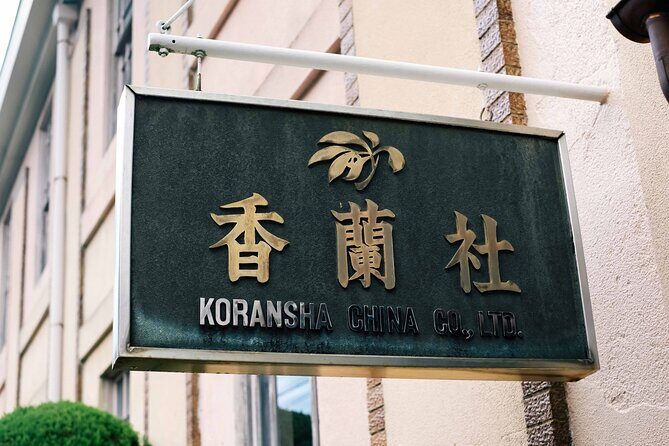 香蘭社
KORANSHA CHINA CO., LTD.